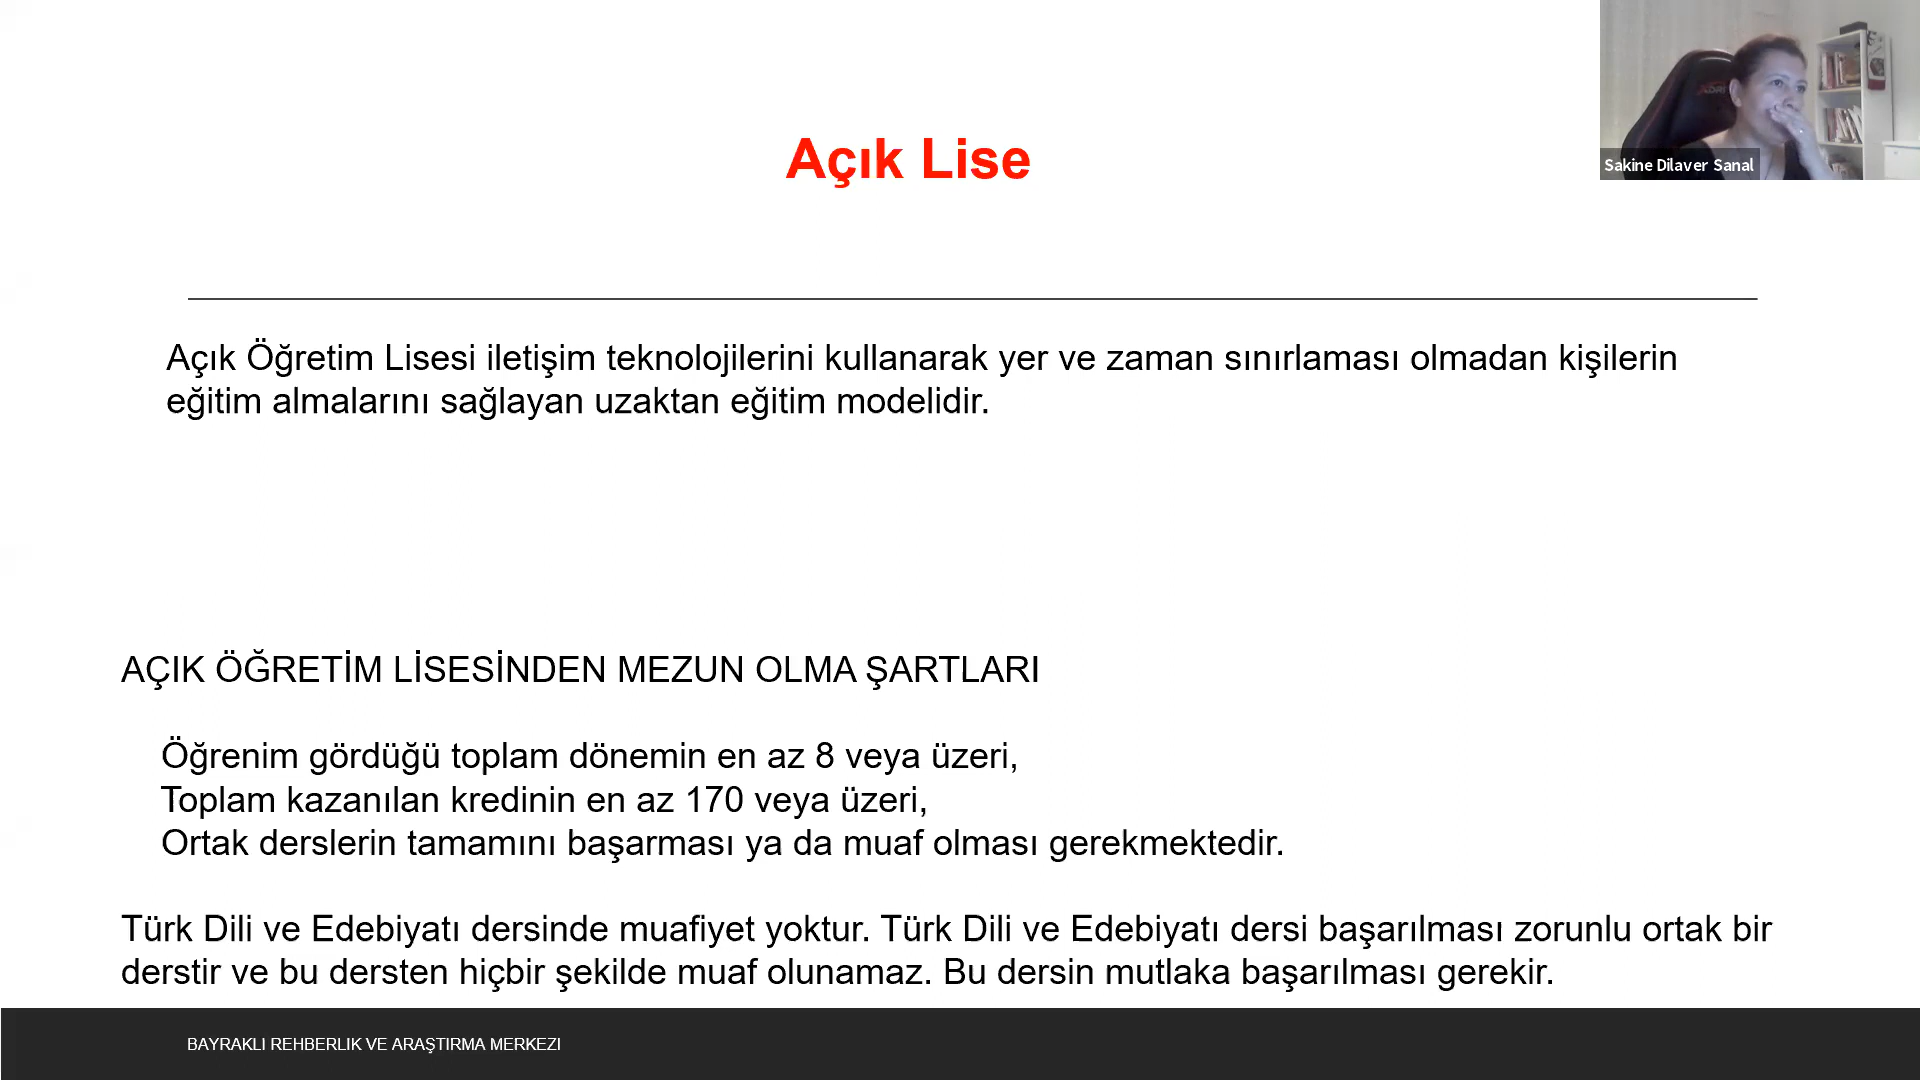 Açık Lise
Sakine Dilaver Sanal
Açık Öğretim Lisesi iletişim teknolojilerini kullanarak yer ve zaman sınırlaması olmadan kişilerin
eğitim almalarını sağlayan uzaktan eğitim modelidir.
AÇIK ÖĞRETİM LİSESİNDEN MEZUN OLMA ŞARTLARI
Öğrenim gördüğü toplam dönemin en az 8 veya üzeri,
Toplam kazanılan kredinin en az 170 veya üzeri,
Ortak derslerin tamamını başarması ya da muaf olması gerekmektedir.
Türk Dili ve Edebiyatı dersinde muafiyet yoktur. Türk Dili ve Edebiyatı dersi başarılması zorunlu ortak bir
derstir ve bu dersten hiçbir şekilde muaf olunamaz. Bu dersin mutlaka başarılması gerekir.
BAYRAKLI REHBERLIK VE ARAŞTIRMA MERKEZI